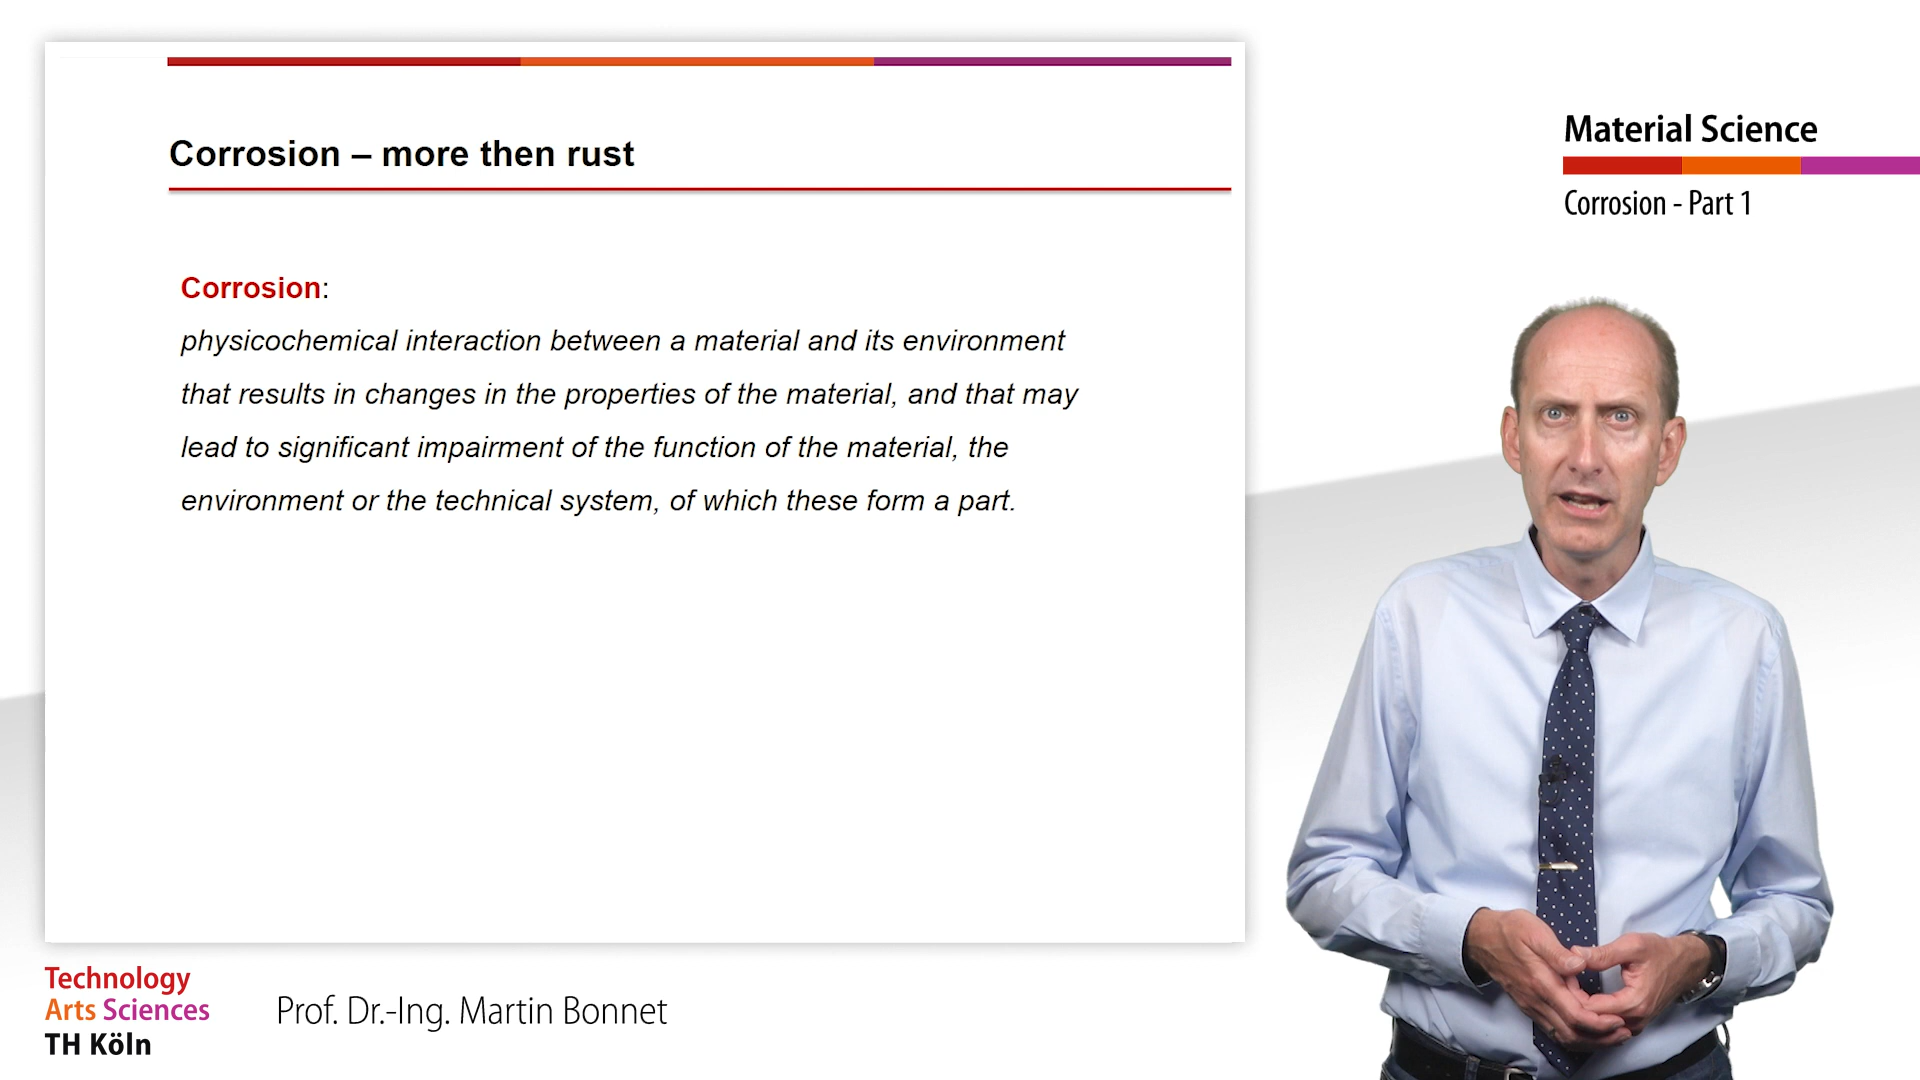 Corrosion – more then rust
Corrosion:
physicochemical interaction between a material and its environment
that results in changes in the properties of the material, and that may
lead to significant impairment of the function of the material, the
environment or the technical system, of which these form a part.
Material Science
Corrosion - Part 1
Technology
Arts Sciences
TH Köln
Prof. Dr.-Ing. Martin Bonnet